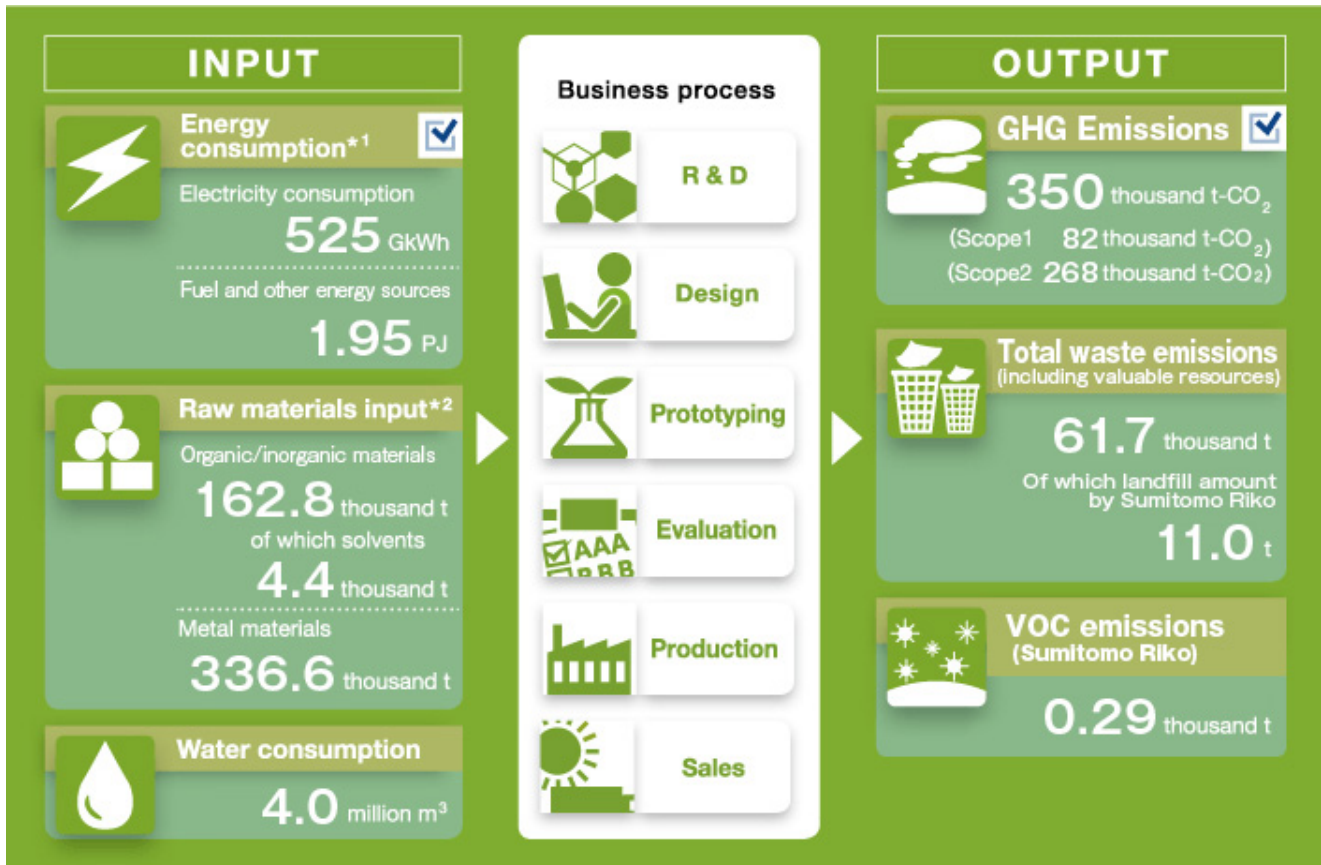 INPUT
Energy
consumption*1
Electricity consumption
525 GkWh
Fuel and other energy sources
1.95 PJ
Raw materials input*2
Organic/inorganic materials
162.8 thousand t
of which solvents
4.4 thousand t
Metal materials
336.6 thousand t
Water consumption
4.0 million m³
Business process
R & D
Design
Prototyping
AAA
BBB
Evaluation
Production
Sales
OUTPUT
GHG Emissions
350 thousand t-CO₂
(Scope1 82 thousand t-CO₂)
(Scope2 268 thousand t-CO₂)
Total waste emissions
(including valuable resources)
61.7 thousand t
Of which landfill amount
by Sumitomo Riko
11.0 t
VOC emissions
(Sumitomo Riko)
0.29 thousand t